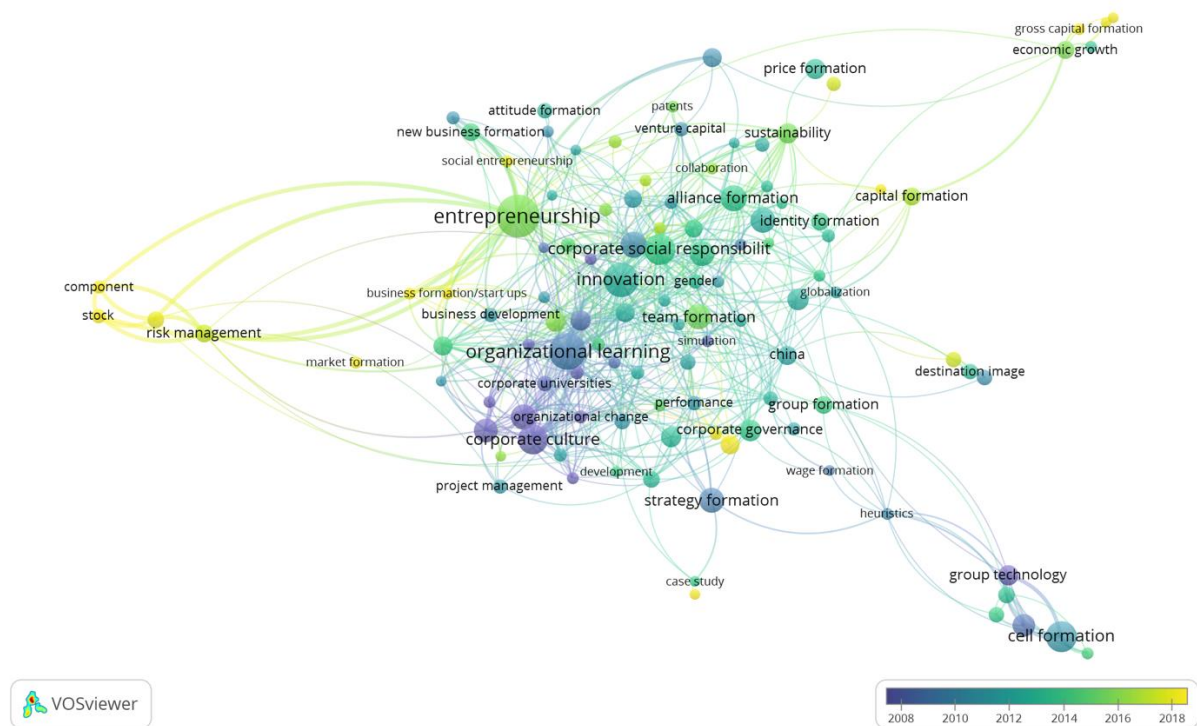 gross capital formation
economic growth
price formation
patents
attitude formation
new business formation
venture capital
sustainability
social entrepreneurship
collaboration
capital formation
alliance formation
entrepreneurship
identity formation
corporate social responsibilit
innovation
gender
component
business formation/start ups
globalization
stock
business development
team formation
risk management
simulation
organizational learning
china
market formation
destination image
corporate universities
performance
group formation
organizational change
corporate governance
corporate culture
development
wage formation
project management
strategy formation
heuristics
case study
group technology
cell formation
VOSviewer
2008 2010 2012 2014 2016 2018